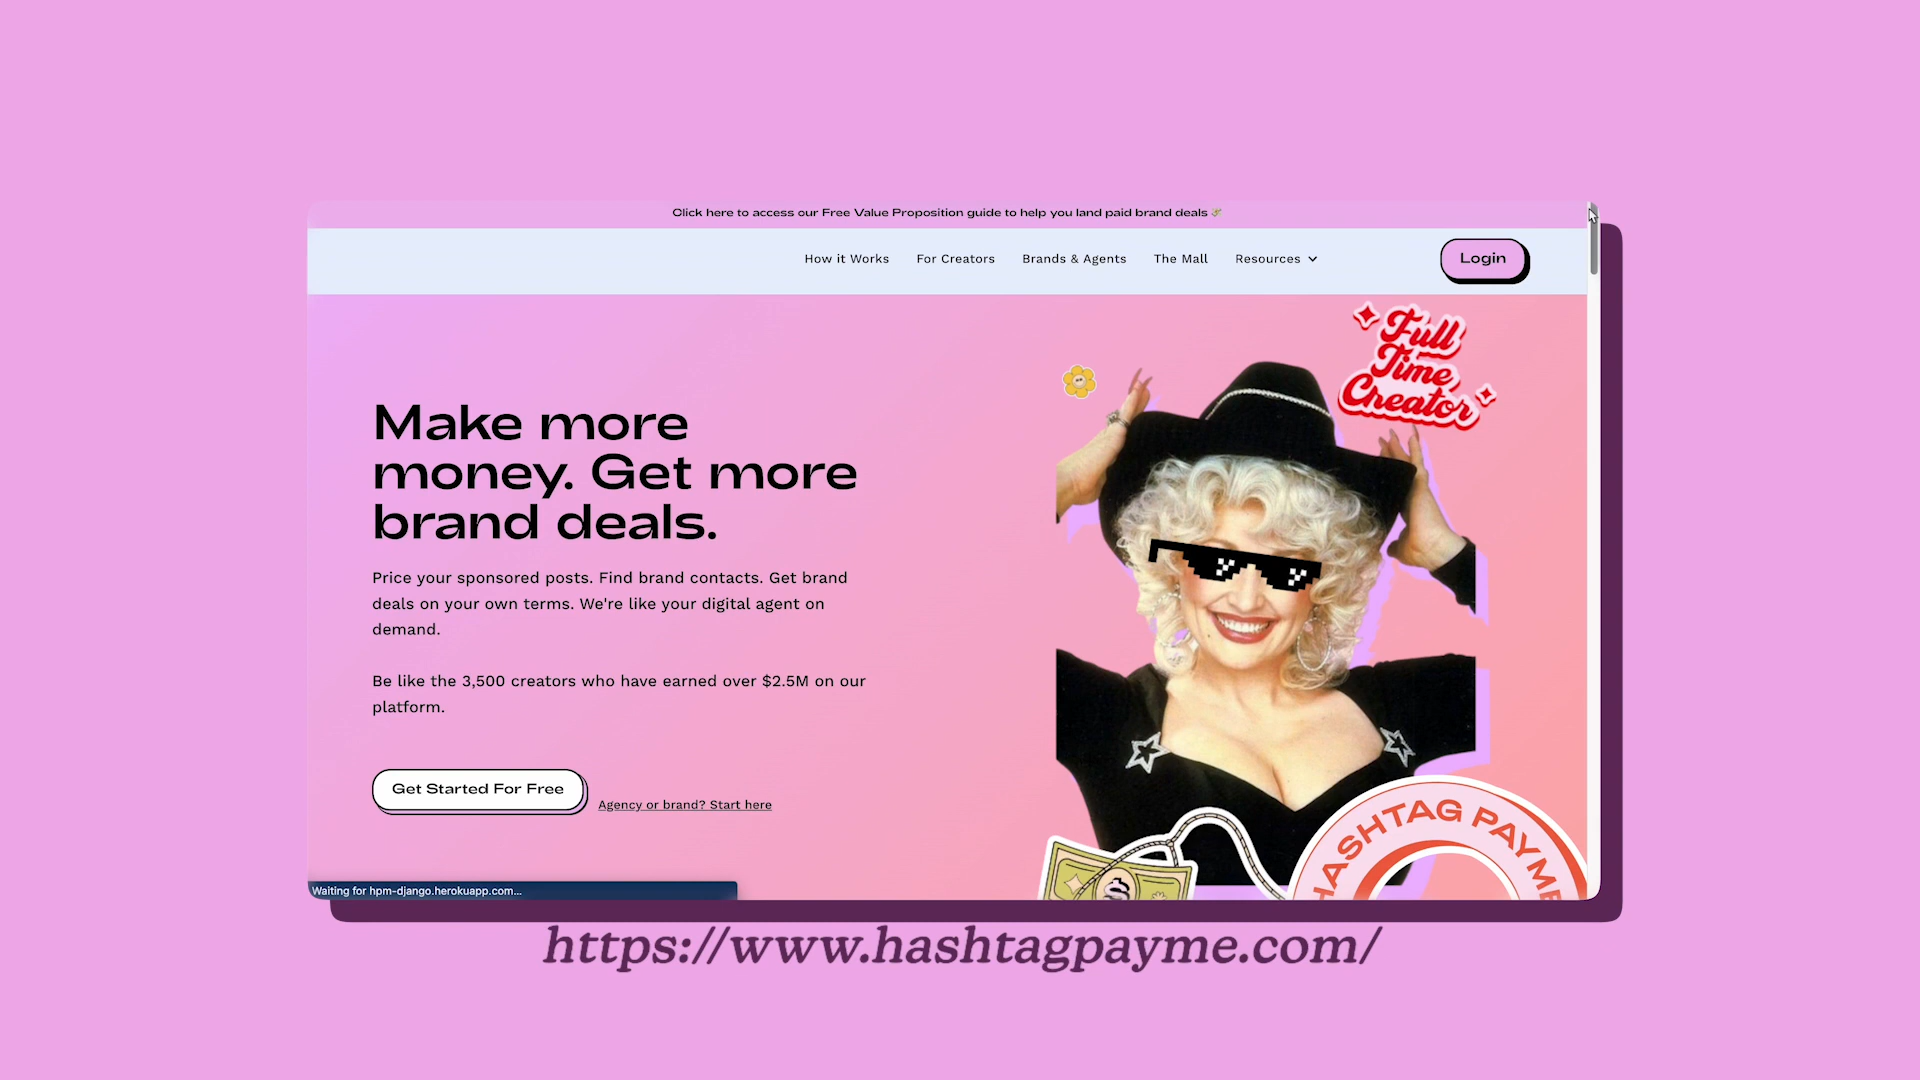 Click here to access our Free Value Proposition guide to help you land paid brand deals 💸
How it Works
For Creators
Brands & Agents
The Mall
Resources
Login
Full
Time
Creator
Make more
money. Get more
brand deals.
Price your sponsored posts. Find brand contacts. Get brand
deals on your own terms. We're like your digital agent on
demand.
Be like the 3,500 creators who have earned over $2.5M on our
platform.
Get Started For Free
Agency or brand? Start here
HASHTAG PAYME
Waiting for hpm-django.herokuapp.com...
https://www.hashtagpayme.com/